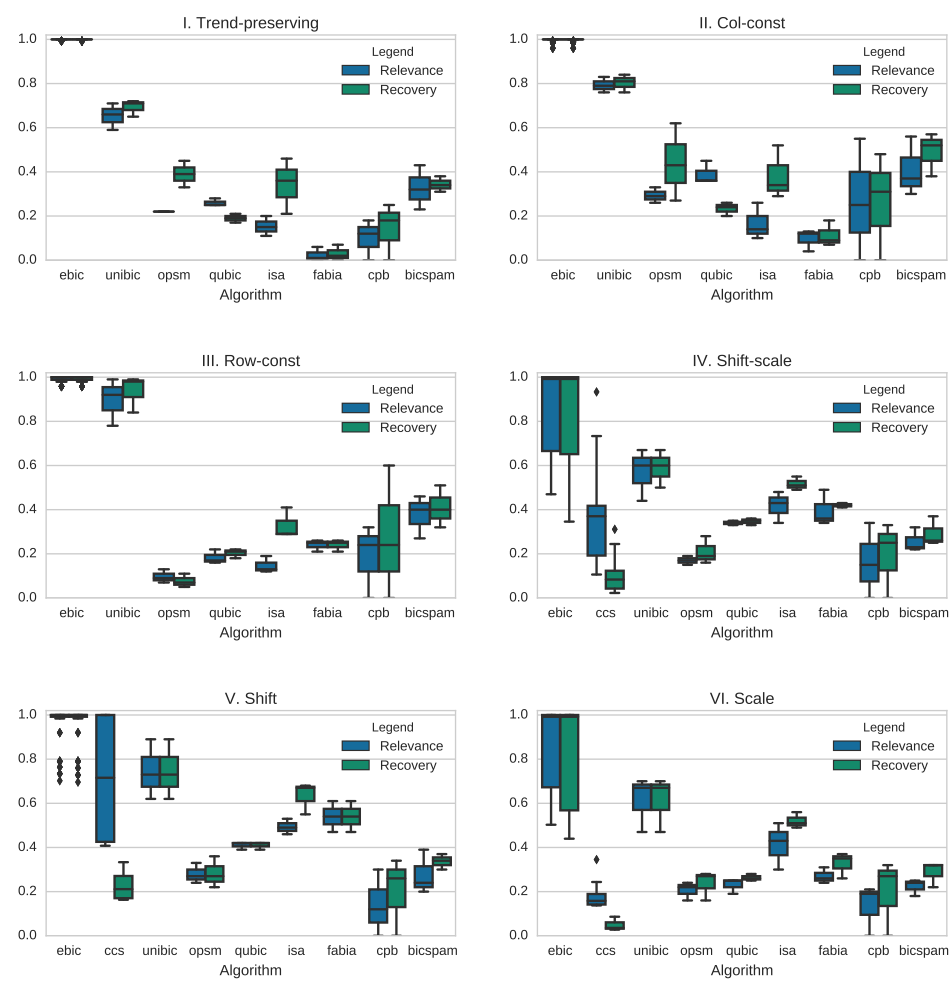 I. Trend-preserving
1.0
0.8
0.6
0.4
0.2
0.0
Legend
Relevance
Recovery
ebic unibic opsm qubic isa fabia cpb bicspam
Algorithm
II. Col-const
1.0
0.8
0.6
0.4
0.2
0.0
Legend
Relevance
Recovery
ebic unibic opsm qubic isa fabia cpb bicspam
Algorithm
III. Row-const
1.0
0.8
0.6
0.4
0.2
0.0
Legend
Relevance
Recovery
ebic unibic opsm qubic isa fabia cpb bicspam
Algorithm
IV. Shift-scale
1.0
0.8
0.6
0.4
0.2
0.0
Legend
Relevance
Recovery
ebic ccs unibic opsm qubic isa fabia cpb bicspam
Algorithm
V. Shift
1.0
0.8
0.6
0.4
0.2
0.0
Legend
Relevance
Recovery
ebic ccs unibic opsm qubic isa fabia cpb bicspam
Algorithm
VI. Scale
1.0
0.8
0.6
0.4
0.2
0.0
Legend
Relevance
Recovery
ebic ccs unibic opsm qubic isa fabia cpb bicspam
Algorithm